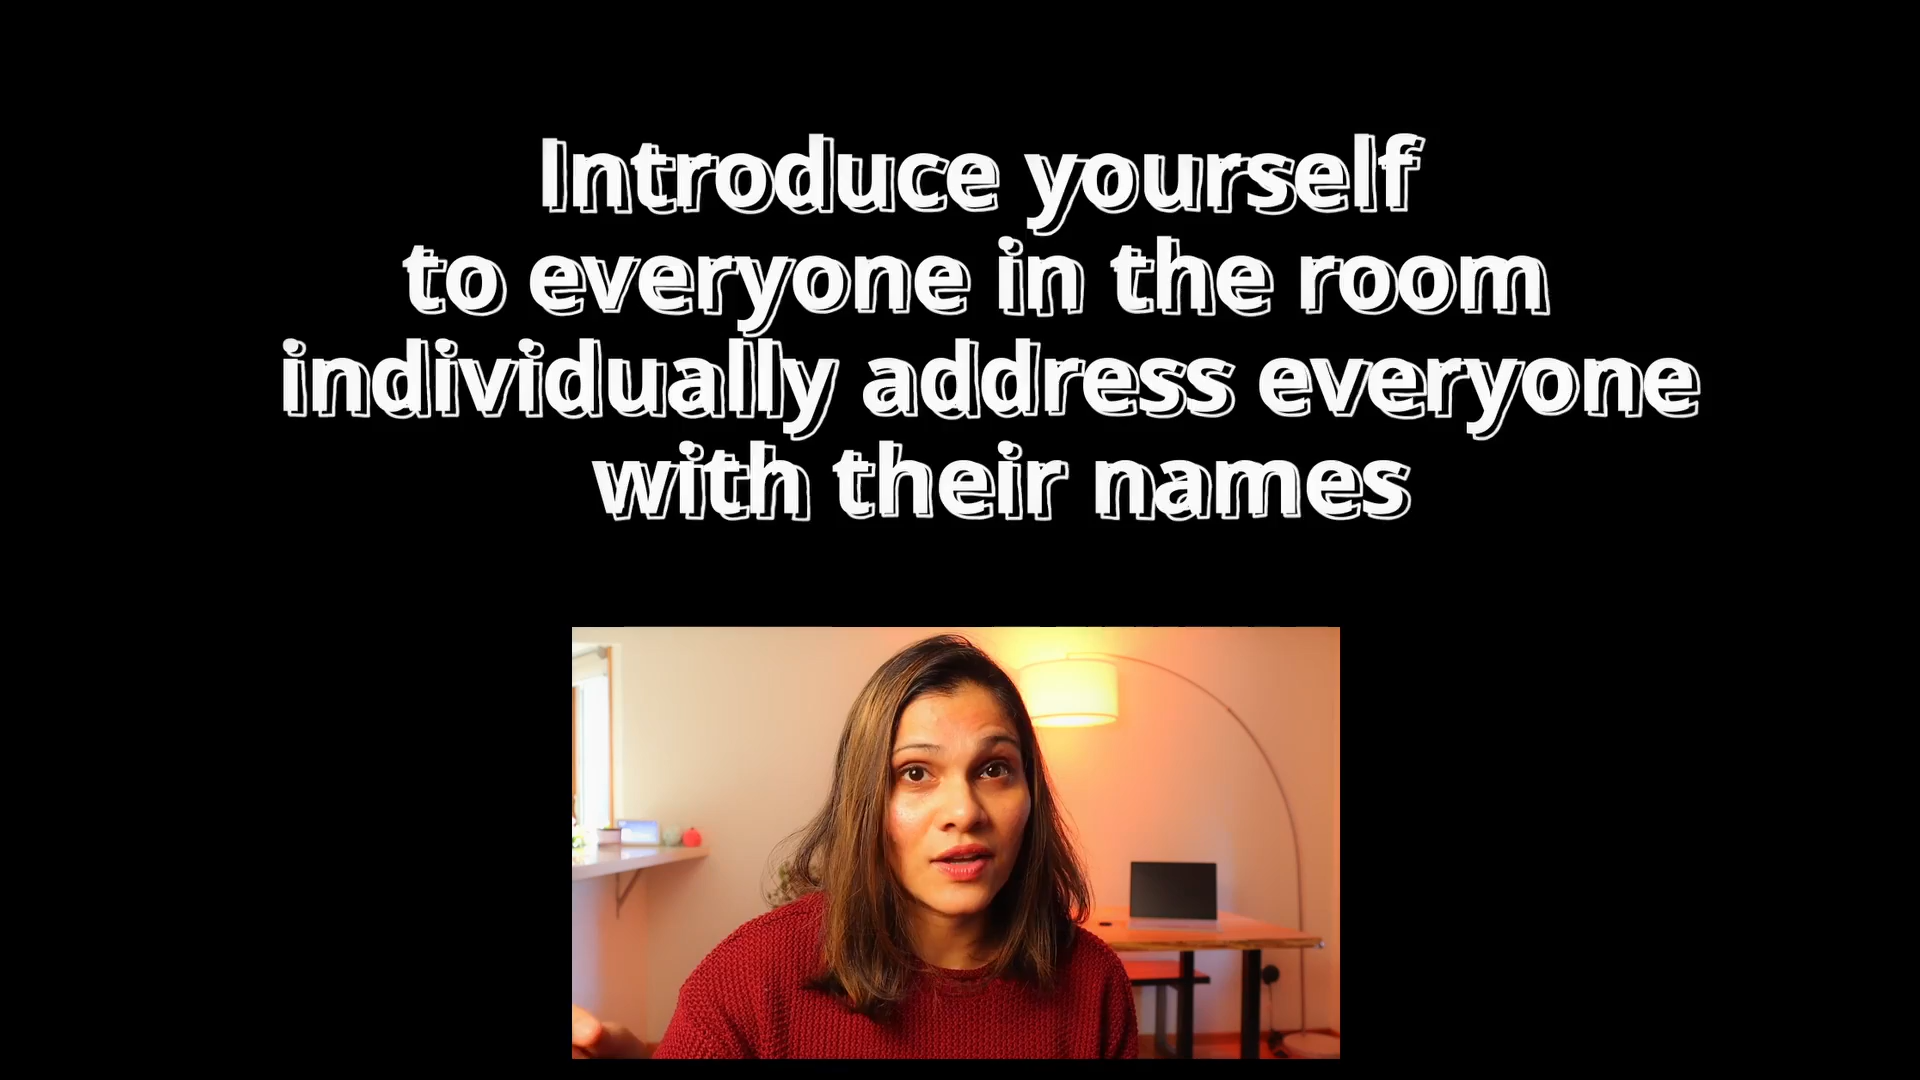 Introduce yourself
to everyone in the room
individually address everyone
with their names